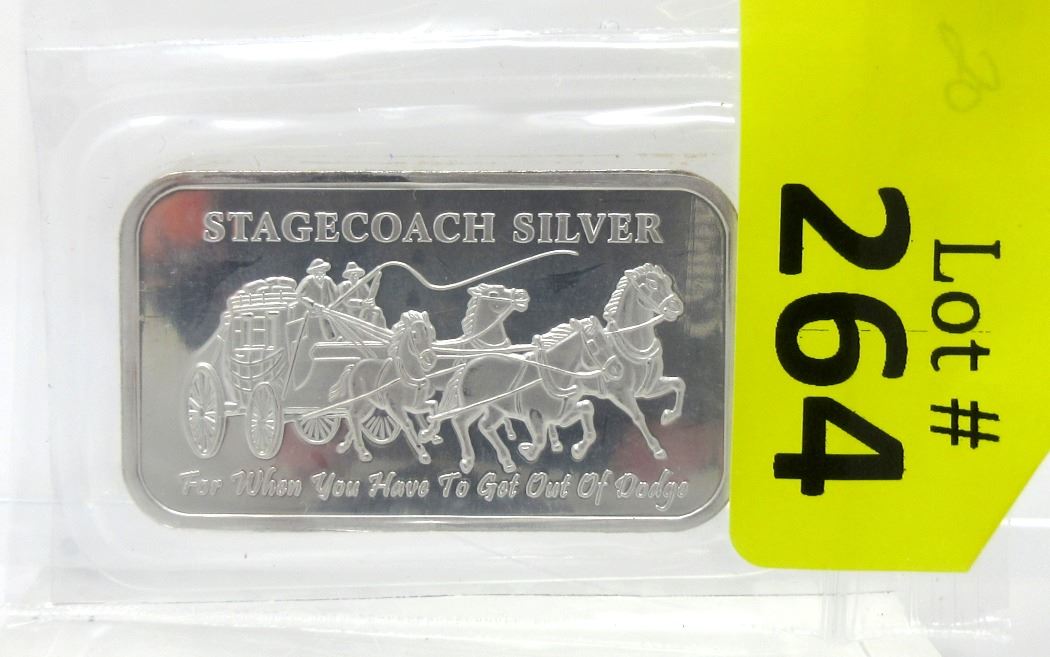 STAGECOACH SILVER
For When You Have To Get Out Of Dodge
Lot #
264